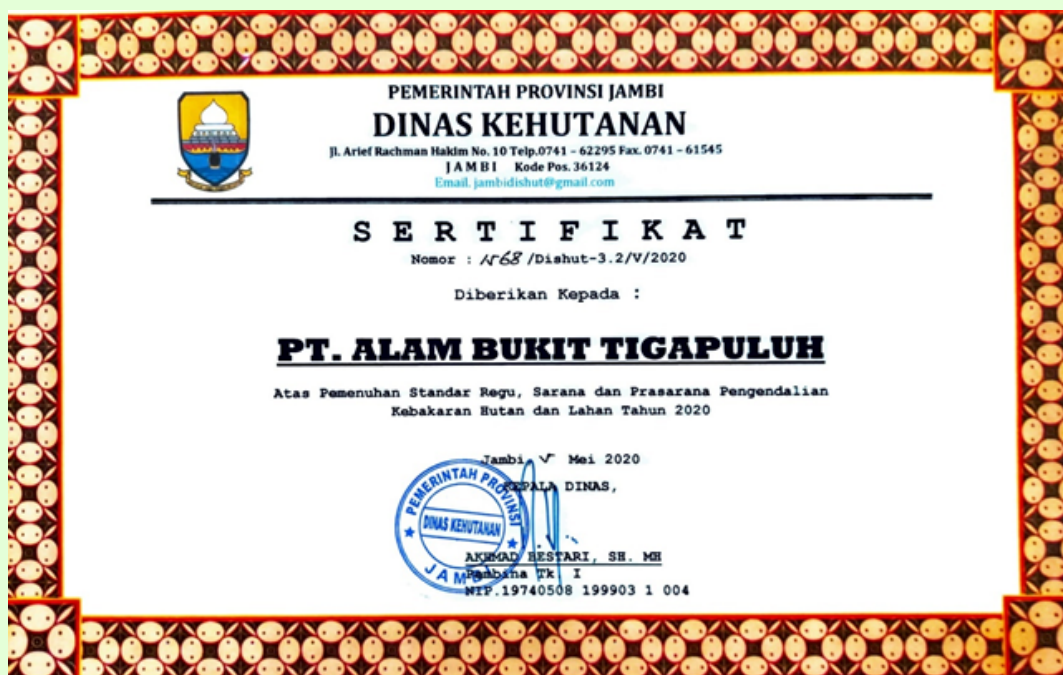 PEMERINTAH PROVINSI JAMBI
DINAS KEHUTANAN
Jl. Arief Rachman Hakim No. 10 Telp.0741 - 62295 Fax. 0741 - 61545
JAMBI Kode Pos. 36124
Email. jambidishut@gmail.com
SERTIFIKAT
Nomor : /Dishut-3.2/V/2020
Diberikan Kepada :
PT. ALAM BUKIT TIGAPULUH
Atas Pemenuhan Standar Regu, Sarana dan Prasarana Pengendalian
Kebakaran Hutan dan Lahan Tahun 2020
Jambi, Mei 2020
KEPALA DINAS,
PEMERINTAH PROVINSI
DINAS KEHUTANAN
JAMBI
AKHMAD BESTARI, SH. MH
Pembina Tk. I
NIP.19740508 199903 1 004